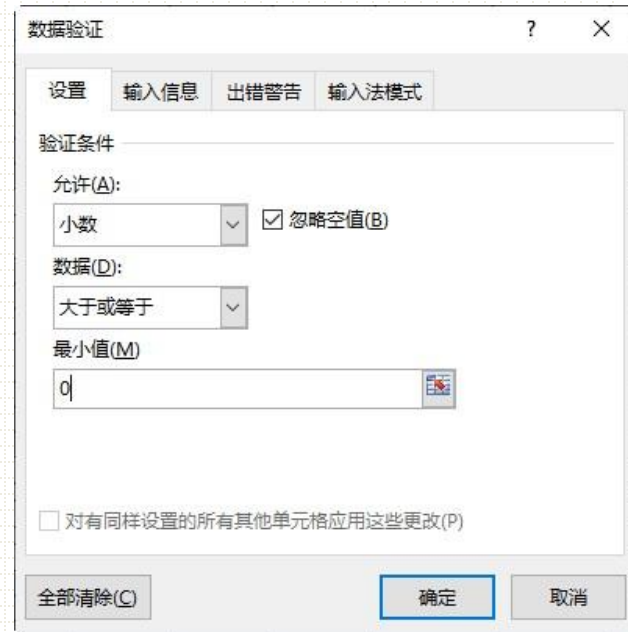 数据验证 ?
设置 输入信息 出错警告 输入法模式
验证条件
允许(A):
小数 忽略空值(B)
数据(D):
大于或等于
最小值(M)
0
对有同样设置的所有其他单元格应用这些更改(P)
全部清除(C) 确定 取消